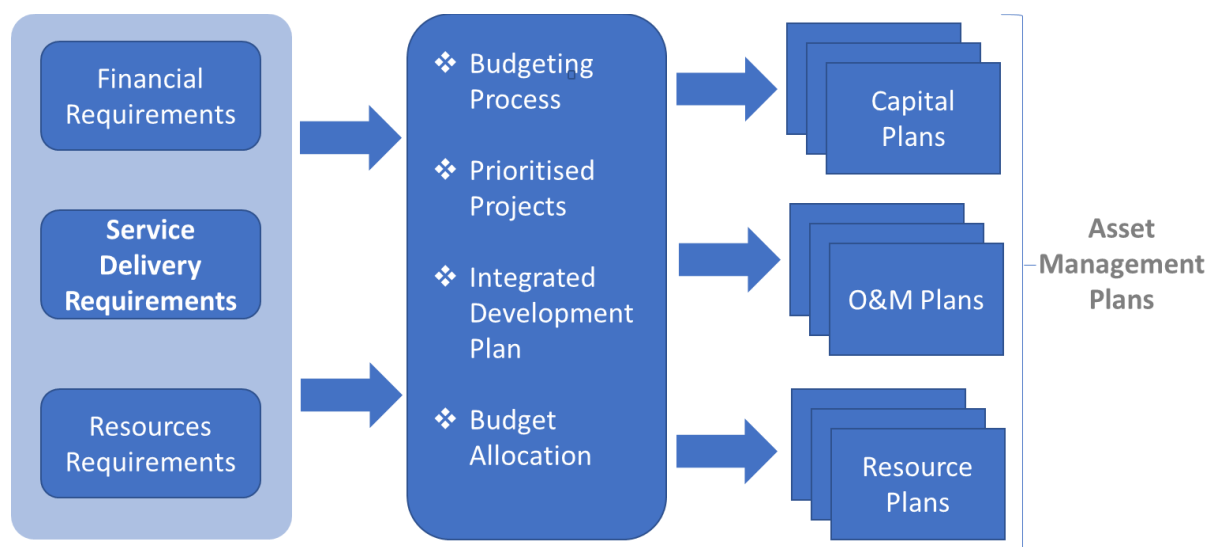 Financial
Requirements
Service
Delivery
Requirements
Resources
Requirements
❖ Budgeting
Process
❖ Prioritised
Projects
❖ Integrated
Development
Plan
❖ Budget
Allocation
Capital
Plans
O&M Plans
Resource
Plans
Asset
Management
Plans